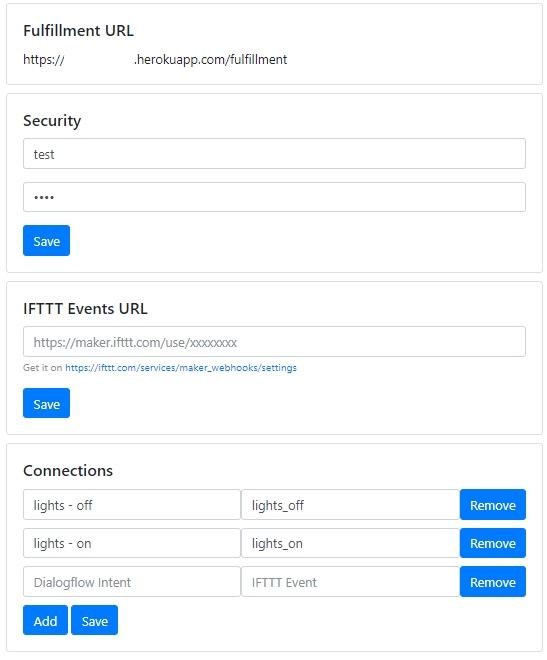 Fulfillment URL
https:// .herokuapp.com/fulfillment
Security
test
••••
Save
IFTTT Events URL
https://maker.ifttt.com/use/xxxxxxxx
Get it on https://ifttt.com/services/maker_webhooks/settings
Save
Connections
lights - off lights_off Remove
lights - on lights_on Remove
Dialogflow Intent IFTTT Event Remove
Add Save